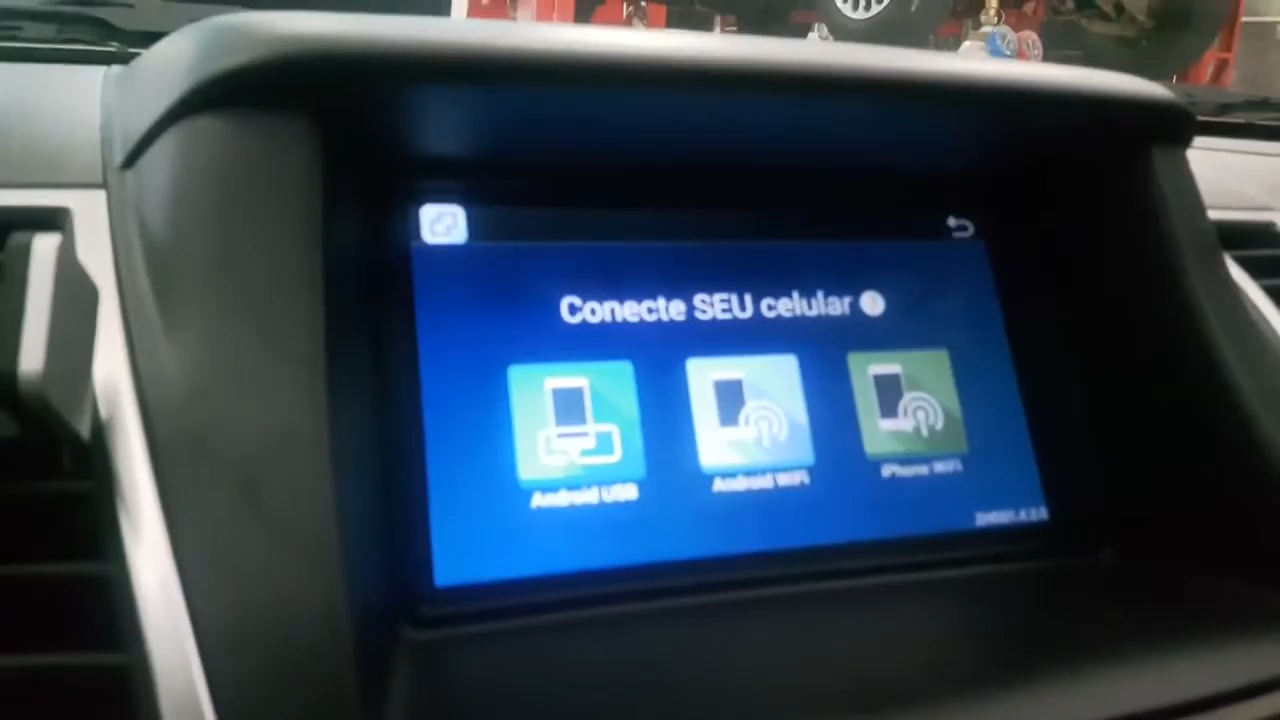 Conecte SEU celular
Android USB
Android WiFi
iPhone WiFi